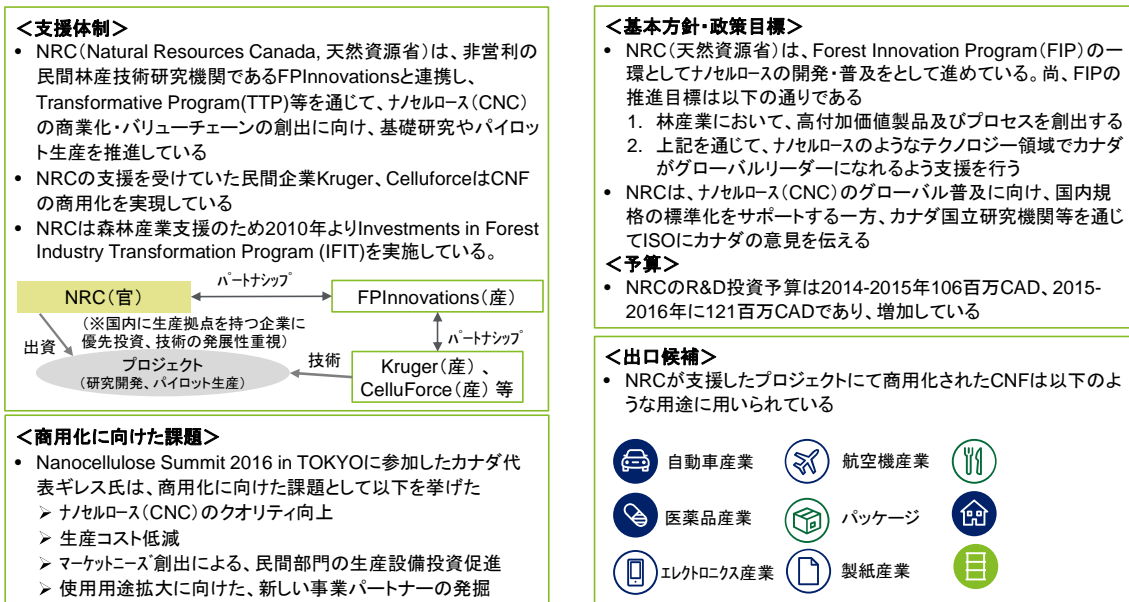 ＜支援体制＞
• NRC（Natural Resources Canada, 天然資源省）は、非営利の
民間林産技術研究機関であるFPInnovationsと連携し、
Transformative Program(TTP)等を通じて、ﾅﾉｾﾙﾛｰｽ（CNC）
の商業化・バリューチェーンの創出に向け、基礎研究やパイロッ
ト生産を推進している
• NRCの支援を受けていた民間企業Kruger、CelluforceはCNF
の商用化を実現している
• NRCは森林産業支援のため2010年よりInvestments in Forest
Industry Transformation Program (IFIT)を実施している。
ﾊﾟｰﾄﾅｼｯﾌﾟ
NRC（官）
FPInnovations（産）
（※国内に生産拠点を持つ企業に
優先投資、技術の発展性重視）
ﾊﾟｰﾄﾅｼｯﾌﾟ
出資
プロジェクト
（研究開発、パイロット生産）
技術
Kruger（産）、
CelluForce（産）等
＜商用化に向けた課題＞
• Nanocellulose Summit 2016 in TOKYOに参加したカナダ代
表ギレス氏は、商用化に向けた課題として以下を挙げた
➢ ﾅﾉｾﾙﾛｰｽ（CNC）のクオリティ向上
➢ 生産コスト低減
➢ ﾏｰｹｯﾄﾆｰｽﾞ創出による、民間部門の生産設備投資促進
➢ 使用用途拡大に向けた、新しい事業パートナーの発掘
＜基本方針・政策目標＞
• NRC（天然資源省）は、Forest Innovation Program（FIP）の一
環としてﾅﾉｾﾙﾛｰｽの開発・普及をとして進めている。尚、FIPの
推進目標は以下の通りである
1. 林産業において、高付加価値製品及びプロセスを創出する
2. 上記を通じて、ﾅﾉｾﾙﾛｰｽのようなテクノロジー領域でカナダ
がグローバルリーダーになれるよう支援を行う
• NRCは、ﾅﾉｾﾙﾛｰｽ（CNC）のグローバル普及に向け、国内規
格の標準化をサポートする一方、カナダ国立研究機関等を通じ
てISOにカナダの意見を伝える
＜予算＞
• NRCのR&D投資予算は2014-2015年106百万CAD、2015-
2016年に121百万CADであり、増加している
＜出口候補＞
• NRCが支援したプロジェクトにて商用化されたCNFは以下のよ
うな用途に用いられている
自動車産業
航空機産業
医薬品産業
パッケージ
ｴﾚｸﾄﾛﾆｸｽ産業
製紙産業